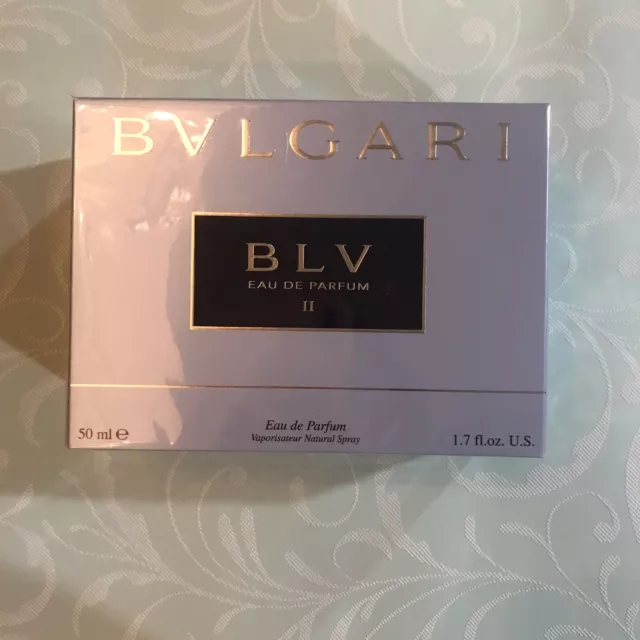 BVLGARI
BLV
EAU DE PARFUM
II
Eau de Parfum
50 ml ℮ Vaporisateur Natural Spray 1.7 fl.oz. U.S.